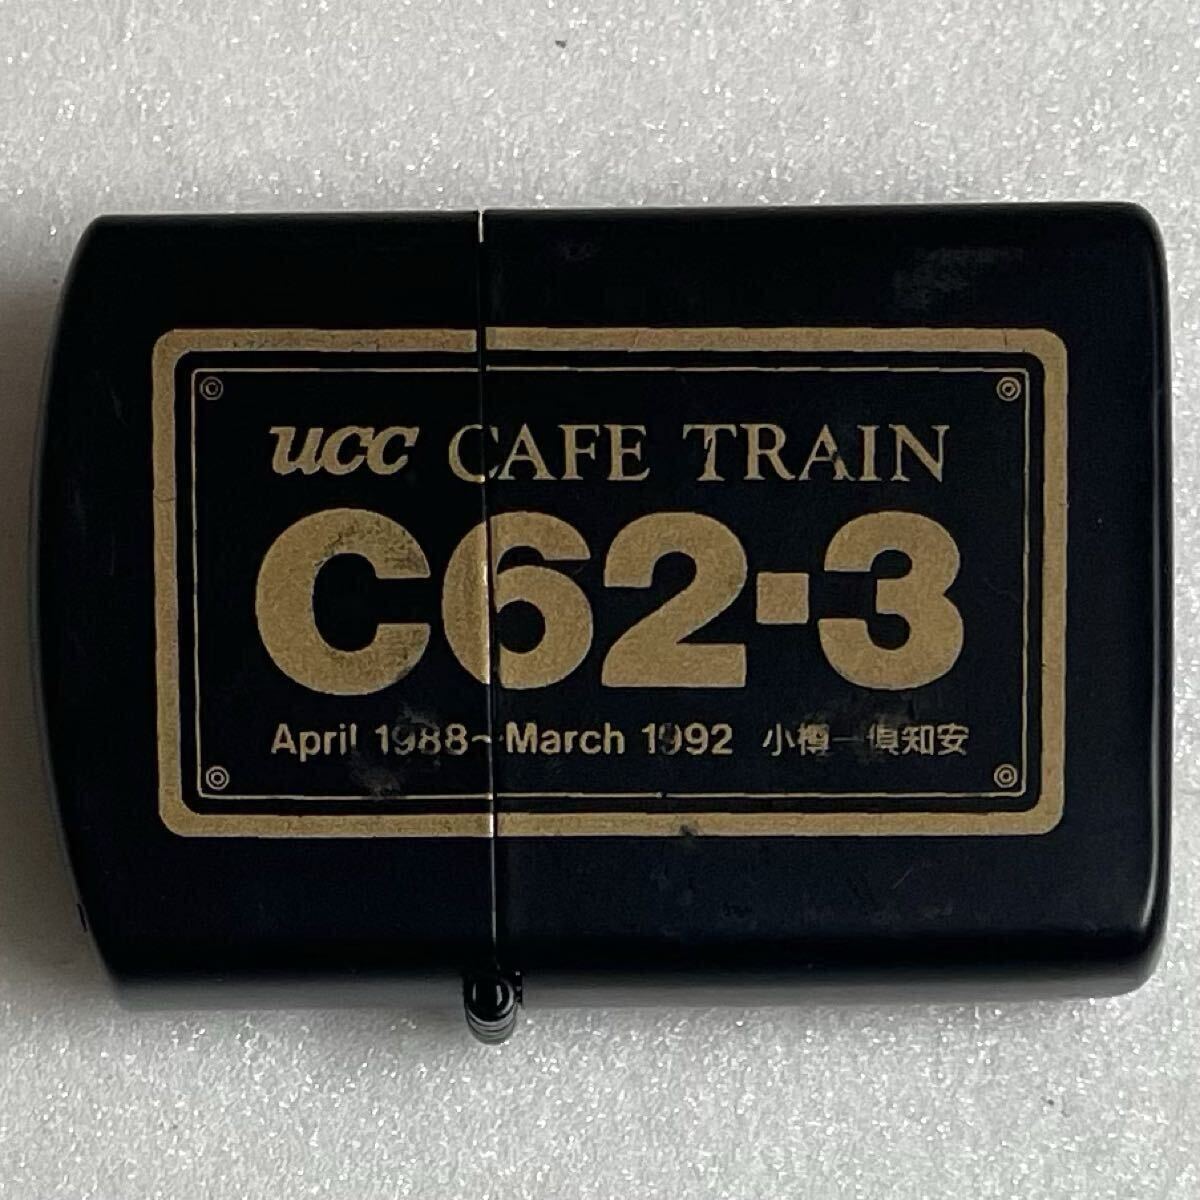 ucc CAFE TRAIN
C62-3
April 1988~March 1992 小樽—倶知安